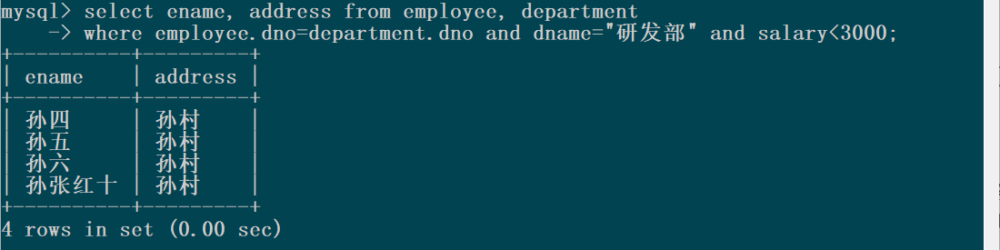 mysql> select ename, address from employee, department
    -> where employee.dno=department.dno and dname="研发部" and salary<3000;
+----------+---------+
| ename    | address |
+----------+---------+
| 孙四     | 孙村    |
| 孙五     | 孙村    |
| 孙六     | 孙村    |
| 孙张红十 | 孙村    |
+----------+---------+
4 rows in set (0.00 sec)